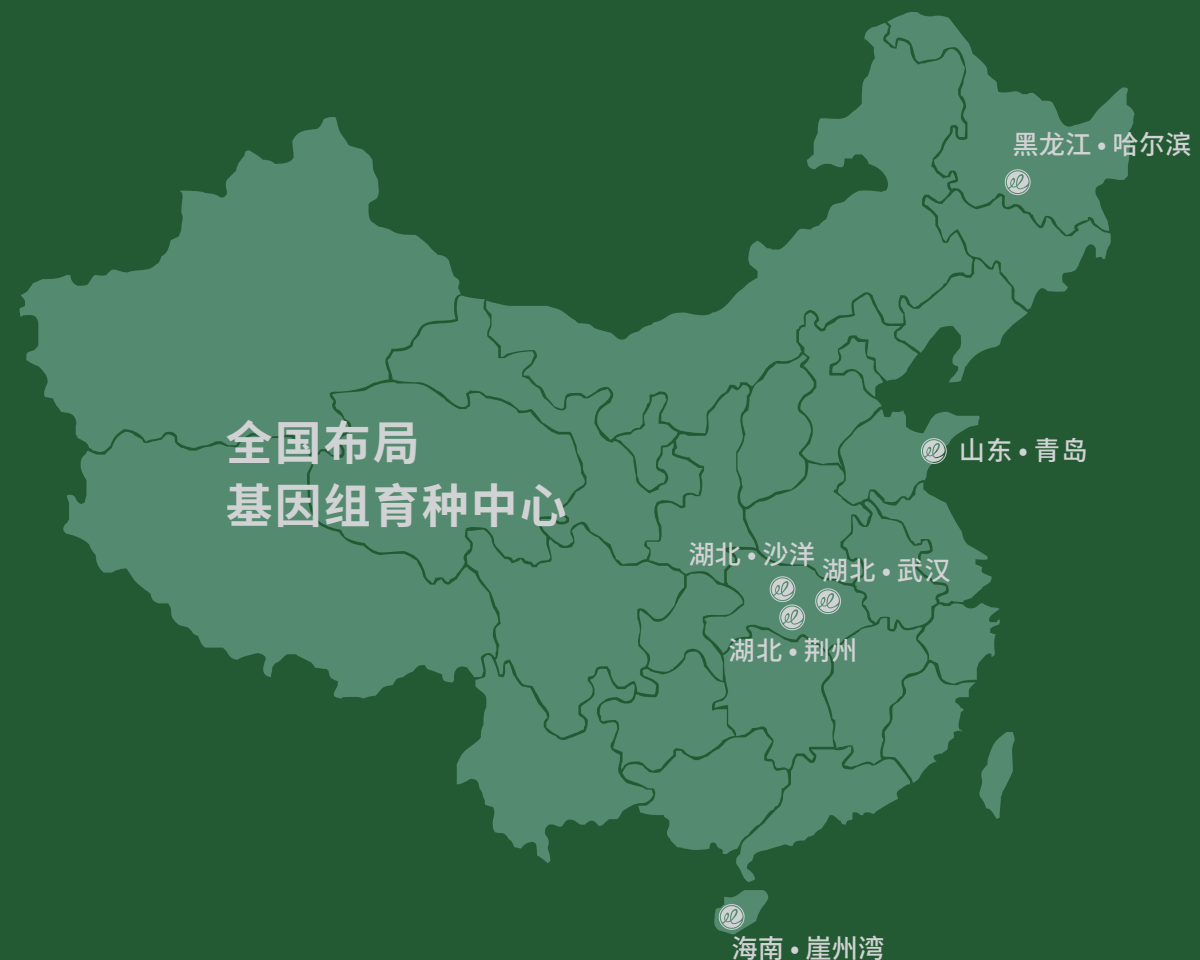 黑龙江•哈尔滨
全国布局
山东•青岛
基因组育种中心
湖北•沙洋
湖北•武汉
湖北•荆州
海南•崖州湾